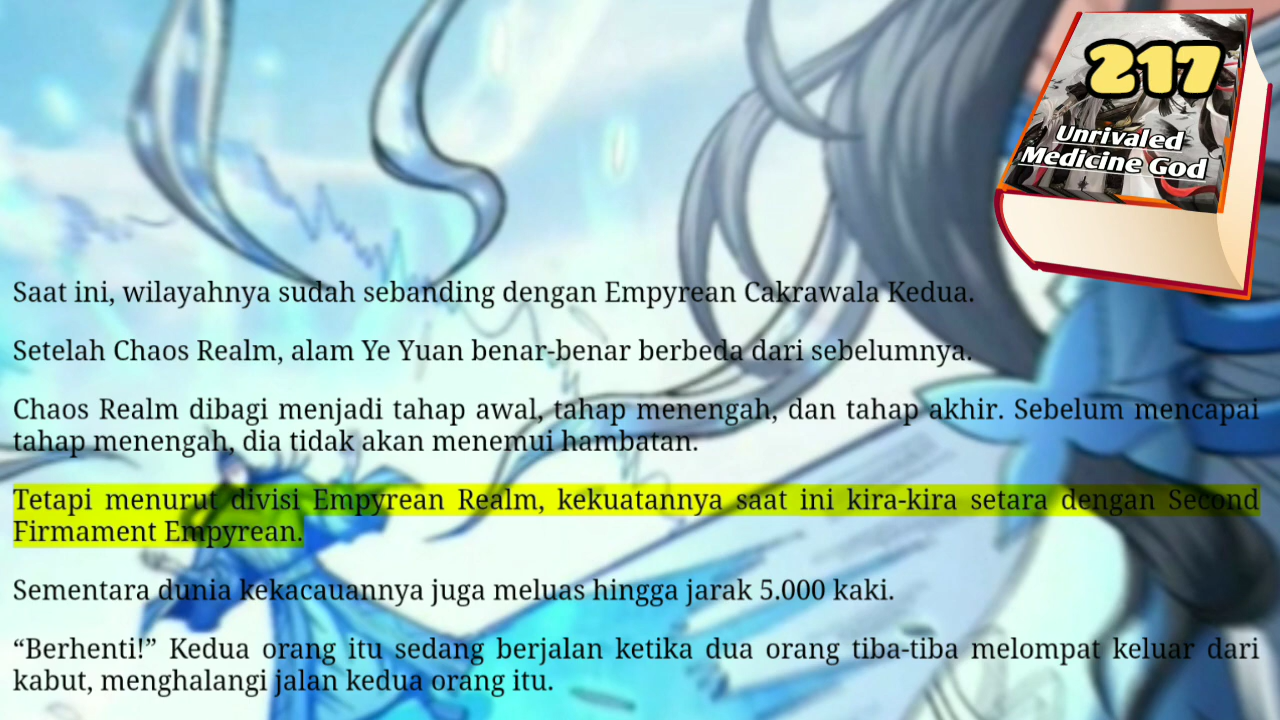 217
Unrivaled
Medicine God
Saat ini, wilayahnya sudah sebanding dengan Empyrean Cakrawala Kedua.
Setelah Chaos Realm, alam Ye Yuan benar-benar berbeda dari sebelumnya.
Chaos Realm dibagi menjadi tahap awal, tahap menengah, dan tahap akhir. Sebelum mencapai
tahap menengah, dia tidak akan menemui hambatan.
Tetapi menurut divisi Empyrean Realm, kekuatannya saat ini kira-kira setara dengan Second
Firmament Empyrean.
Sementara dunia kekacauannya juga meluas hingga jarak 5.000 kaki.
“Berhenti!” Kedua orang itu sedang berjalan ketika dua orang tiba-tiba melompat keluar dari
kabut, menghalangi jalan kedua orang itu.